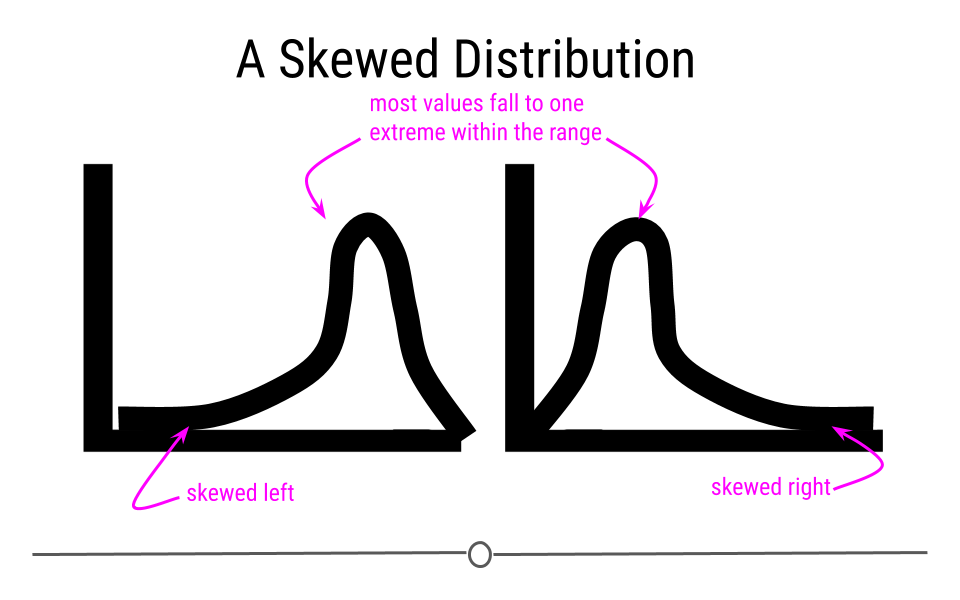 A Skewed Distribution
most values fall to one
extreme within the range
skewed left
skewed right